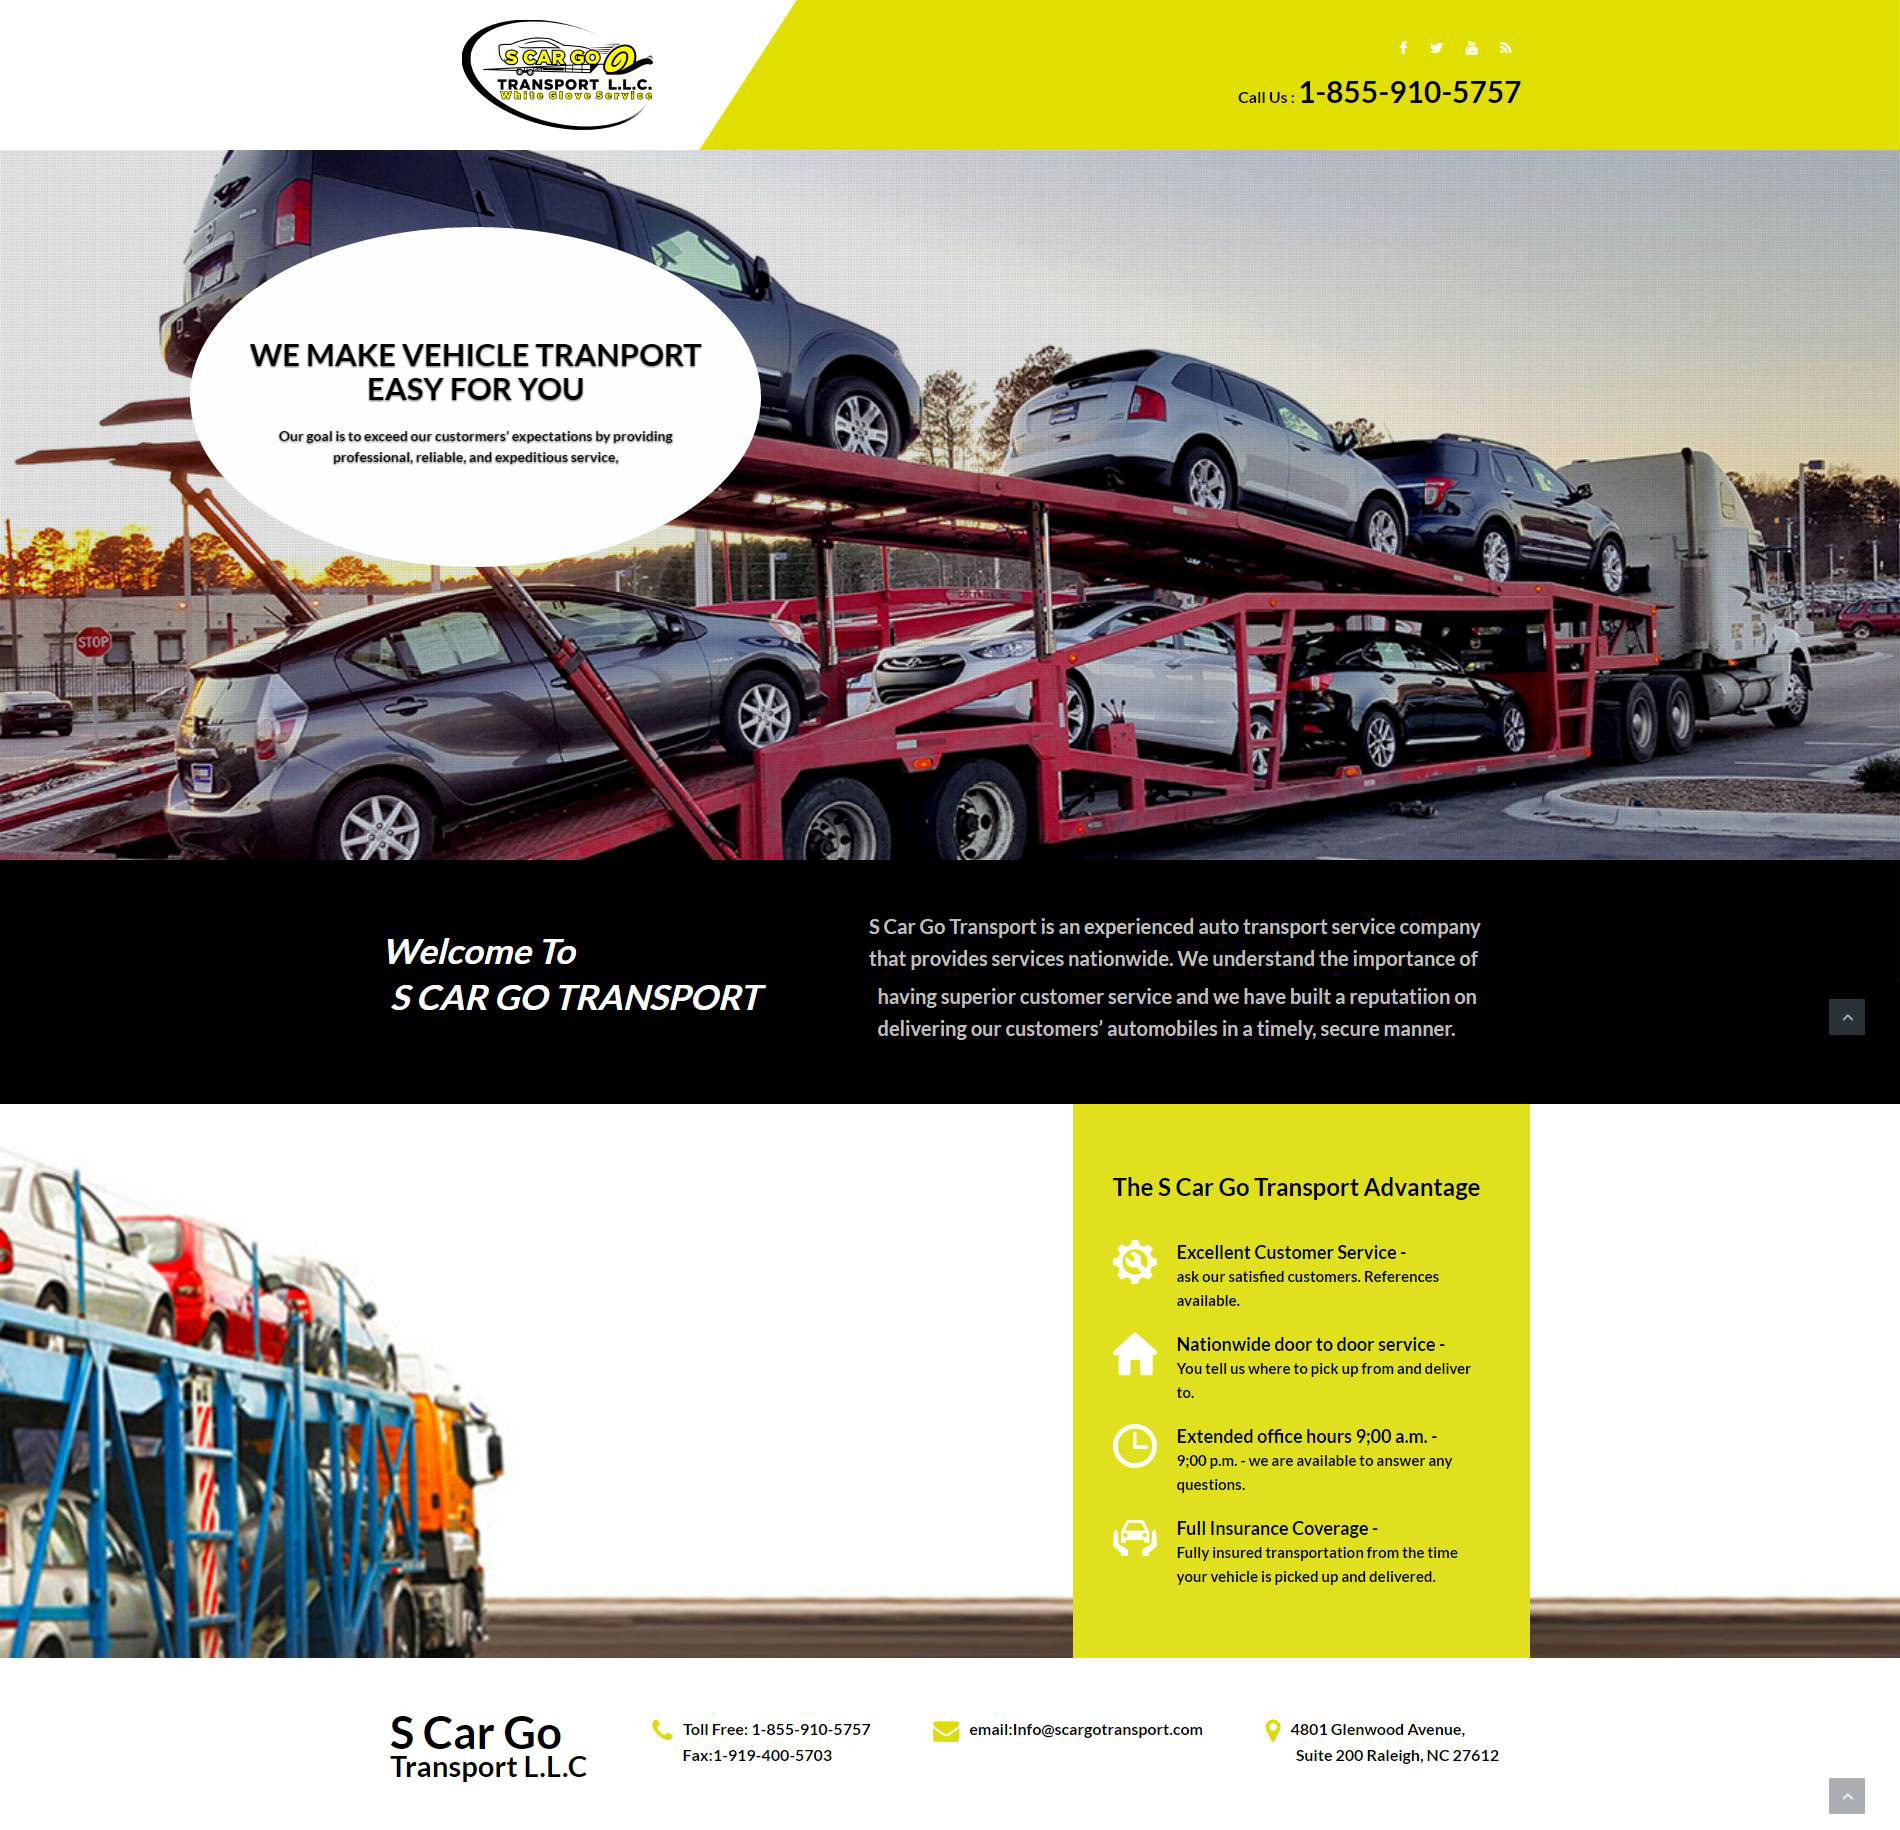 S CAR GO
TRANSPORT L.L.C.
White Glove Service
Call Us : 1-855-910-5757
WE MAKE VEHICLE TRANPORT
EASY FOR YOU
Our goal is to exceed our custormers' expectations by providing
professional, reliable, and expeditious service,
STOP
COTTRELL, INC.
Welcome To
S CAR GO TRANSPORT
S Car Go Transport is an experienced auto transport service company
that provides services nationwide. We understand the importance of
having superior customer service and we have built a reputatiion on
delivering our customers’ automobiles in a timely, secure manner.
The S Car Go Transport Advantage
Excellent Customer Service -
ask our satisfied customers. References
available.
Nationwide door to door service -
You tell us where to pick up from and deliver
to.
Extended office hours 9;00 a.m. -
9;00 p.m. - we are available to answer any
questions.
Full Insurance Coverage -
Fully insured transportation from the time
your vehicle is picked up and delivered.
S Car Go
Transport L.L.C
Toll Free: 1-855-910-5757
Fax:1-919-400-5703
email:Info@scargotransport.com
4801 Glenwood Avenue,
Suite 200 Raleigh, NC 27612